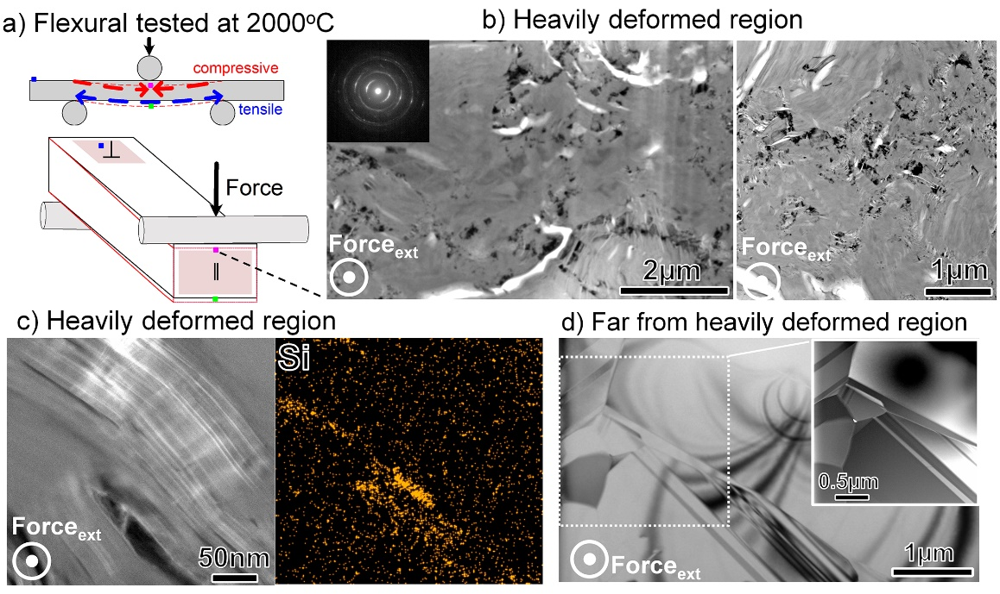 a) Flexural tested at 2000°C
compressive
tensile
⊥
Force
∥
b) Heavily deformed region
Force_ext
2µm
Force_ext
1µm
c) Heavily deformed region
Force_ext
50nm
Si
d) Far from heavily deformed region
0.5µm
Force_ext
1µm